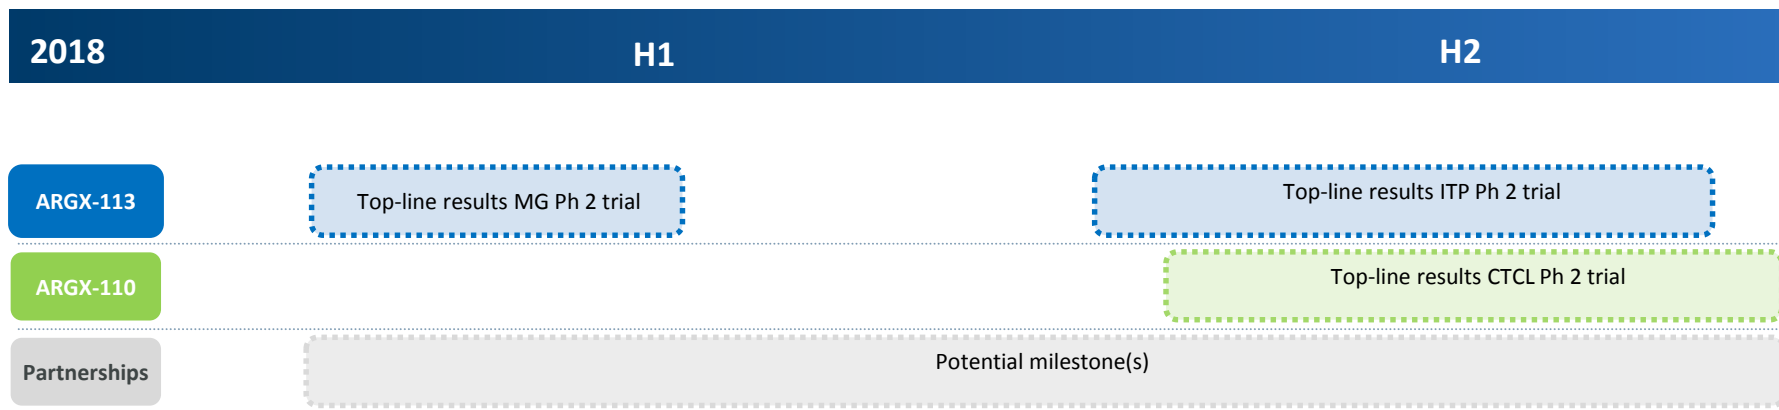 2018 H1 H2
ARGX-113 Top-line results MG Ph 2 trial Top-line results ITP Ph 2 trial
ARGX-110 Top-line results CTCL Ph 2 trial
Partnerships Potential milestone(s)